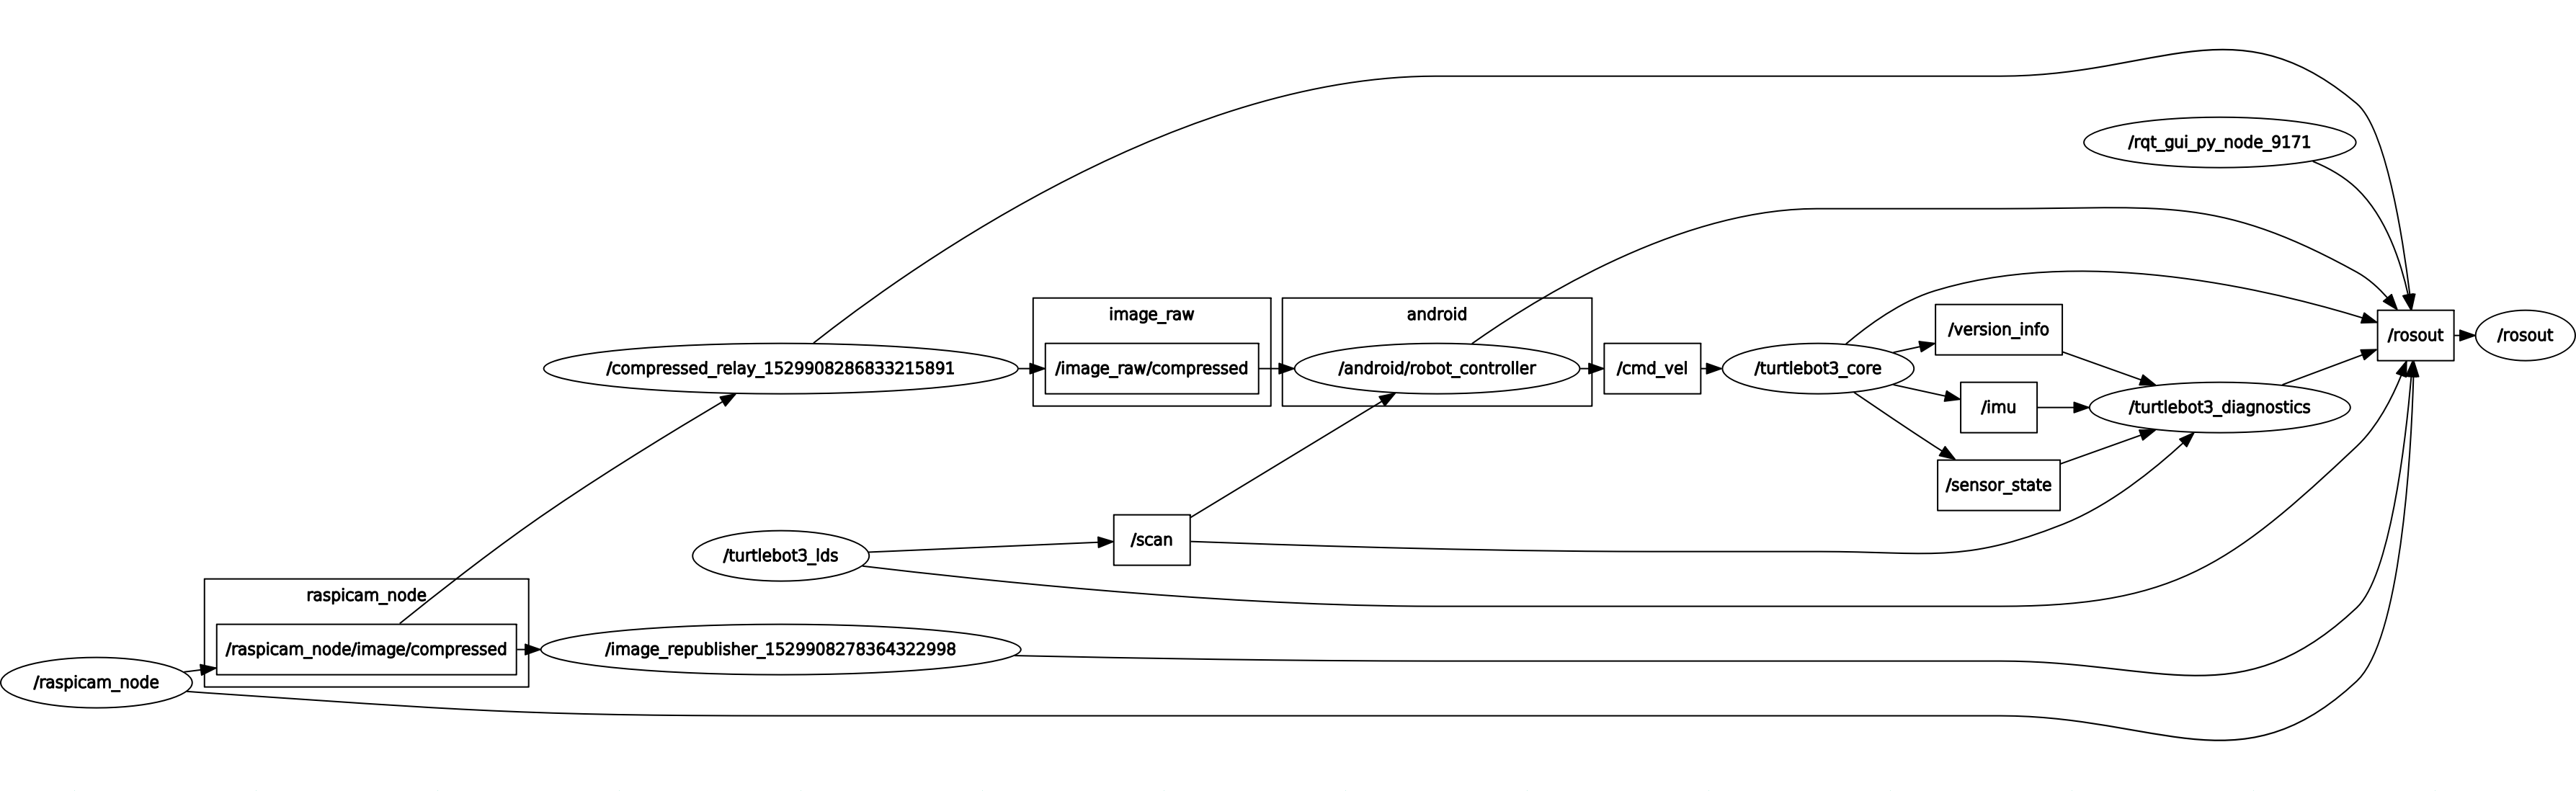 /rqt_gui_py_node_9171
image_raw
android
/version_info
/rosout
/rosout
/compressed_relay_1529908286833215891
/image_raw/compressed
/android/robot_controller
/cmd_vel
/turtlebot3_core
/imu
/turtlebot3_diagnostics
/sensor_state
/scan
/turtlebot3_lds
raspicam_node
/raspicam_node/image/compressed
/image_republisher_1529908278364322998
/raspicam_node